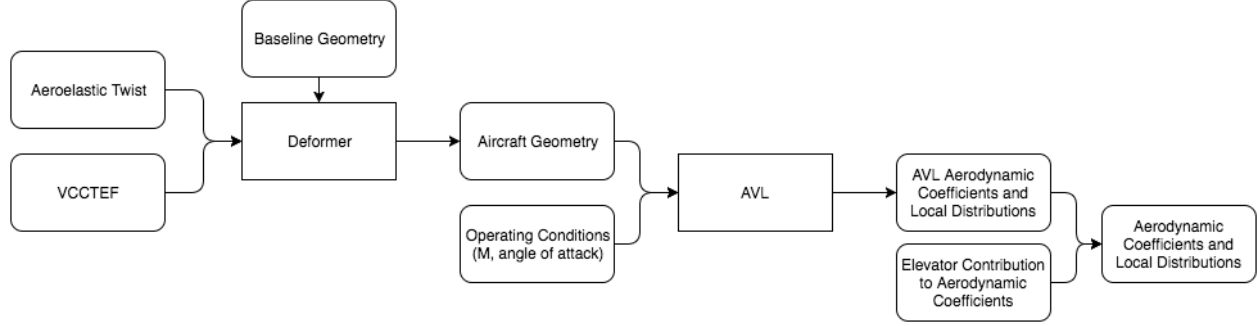 Baseline Geometry
Aeroelastic Twist
VCCTEF
Deformer
Aircraft Geometry
Operating Conditions
(M, angle of attack)
AVL
AVL Aerodynamic
Coefficients and
Local Distributions
Elevator Contribution
to Aerodynamic
Coefficients
Aerodynamic
Coefficients and
Local Distributions